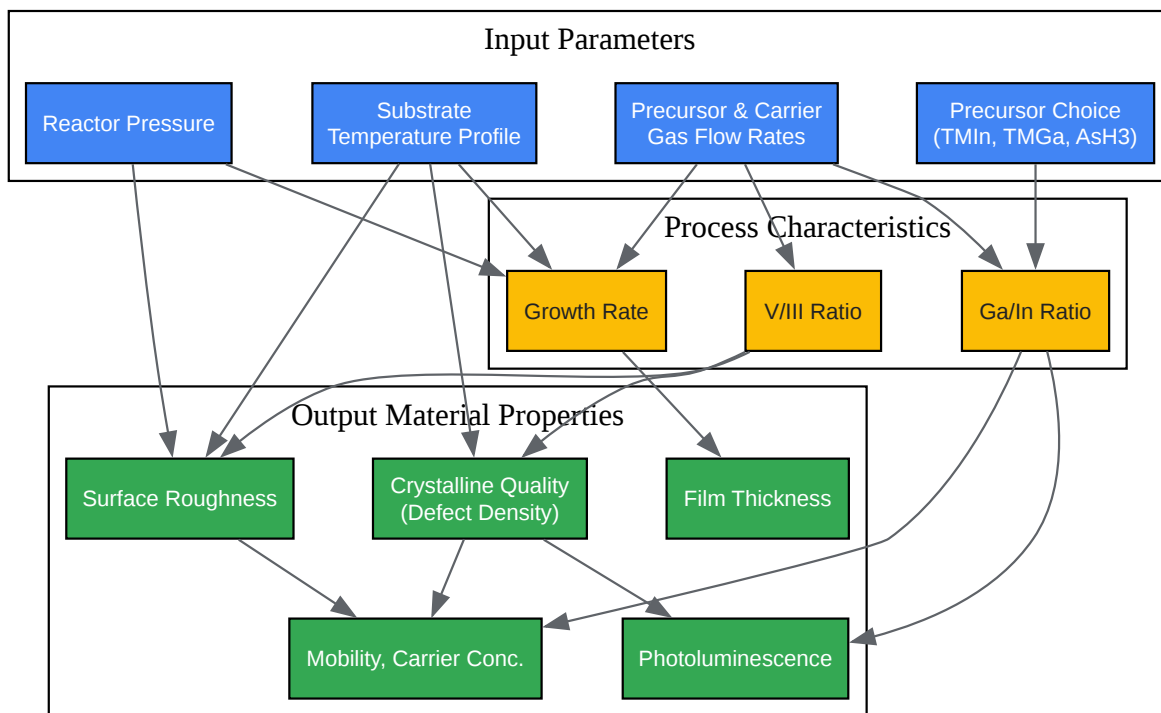 Input Parameters
Reactor Pressure
Substrate
Temperature Profile
Precursor & Carrier
Gas Flow Rates
Precursor Choice
(TMIn, TMGa, AsH3)
Process Characteristics
Growth Rate
V/III Ratio
Ga/In Ratio
Output Material Properties
Surface Roughness
Crystalline Quality
(Defect Density)
Film Thickness
Mobility, Carrier Conc.
Photoluminescence